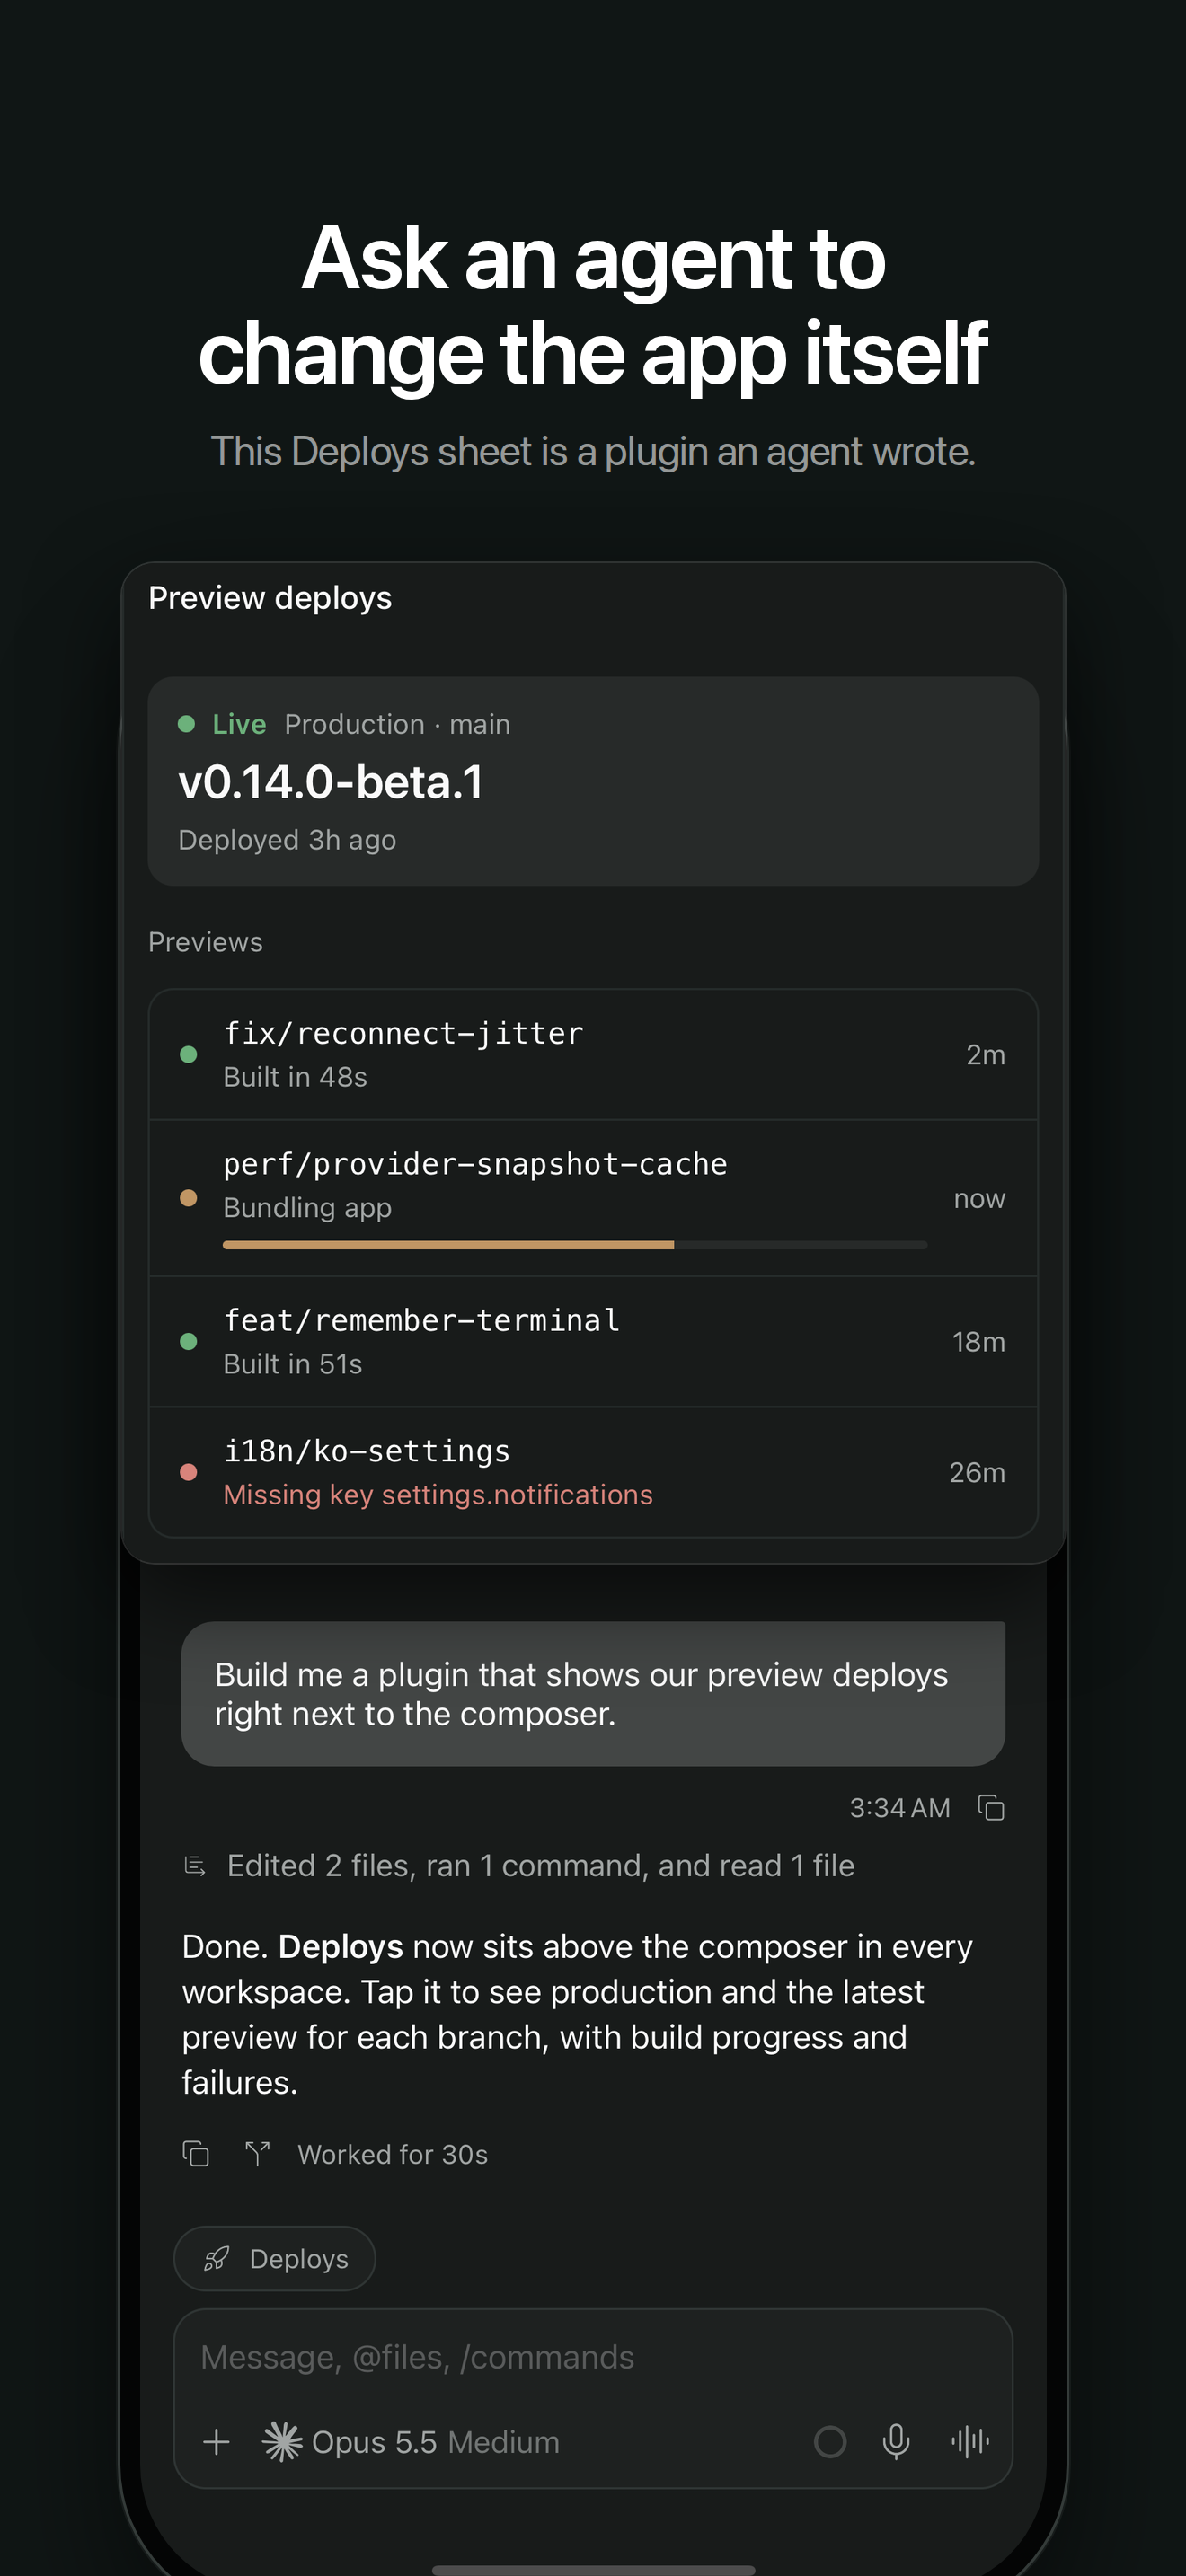 Ask an agent to
change the app itself
This Deploys sheet is a plugin an agent wrote.
Preview deploys
Live Production · main
v0.14.0-beta.1
Deployed 3h ago
Previews
fix/reconnect-jitter
Built in 48s
2m
perf/provider-snapshot-cache
Bundling app
now
feat/remember-terminal
Built in 51s
18m
i18n/ko-settings
Missing key settings.notifications
26m
Build me a plugin that shows our preview deploys
right next to the composer.
3:34 AM
Edited 2 files, ran 1 command, and read 1 file
Done. Deploys now sits above the composer in every
workspace. Tap it to see production and the latest
preview for each branch, with build progress and
failures.
Worked for 30s
Deploys
Message, @files, /commands
Opus 5.5 Medium